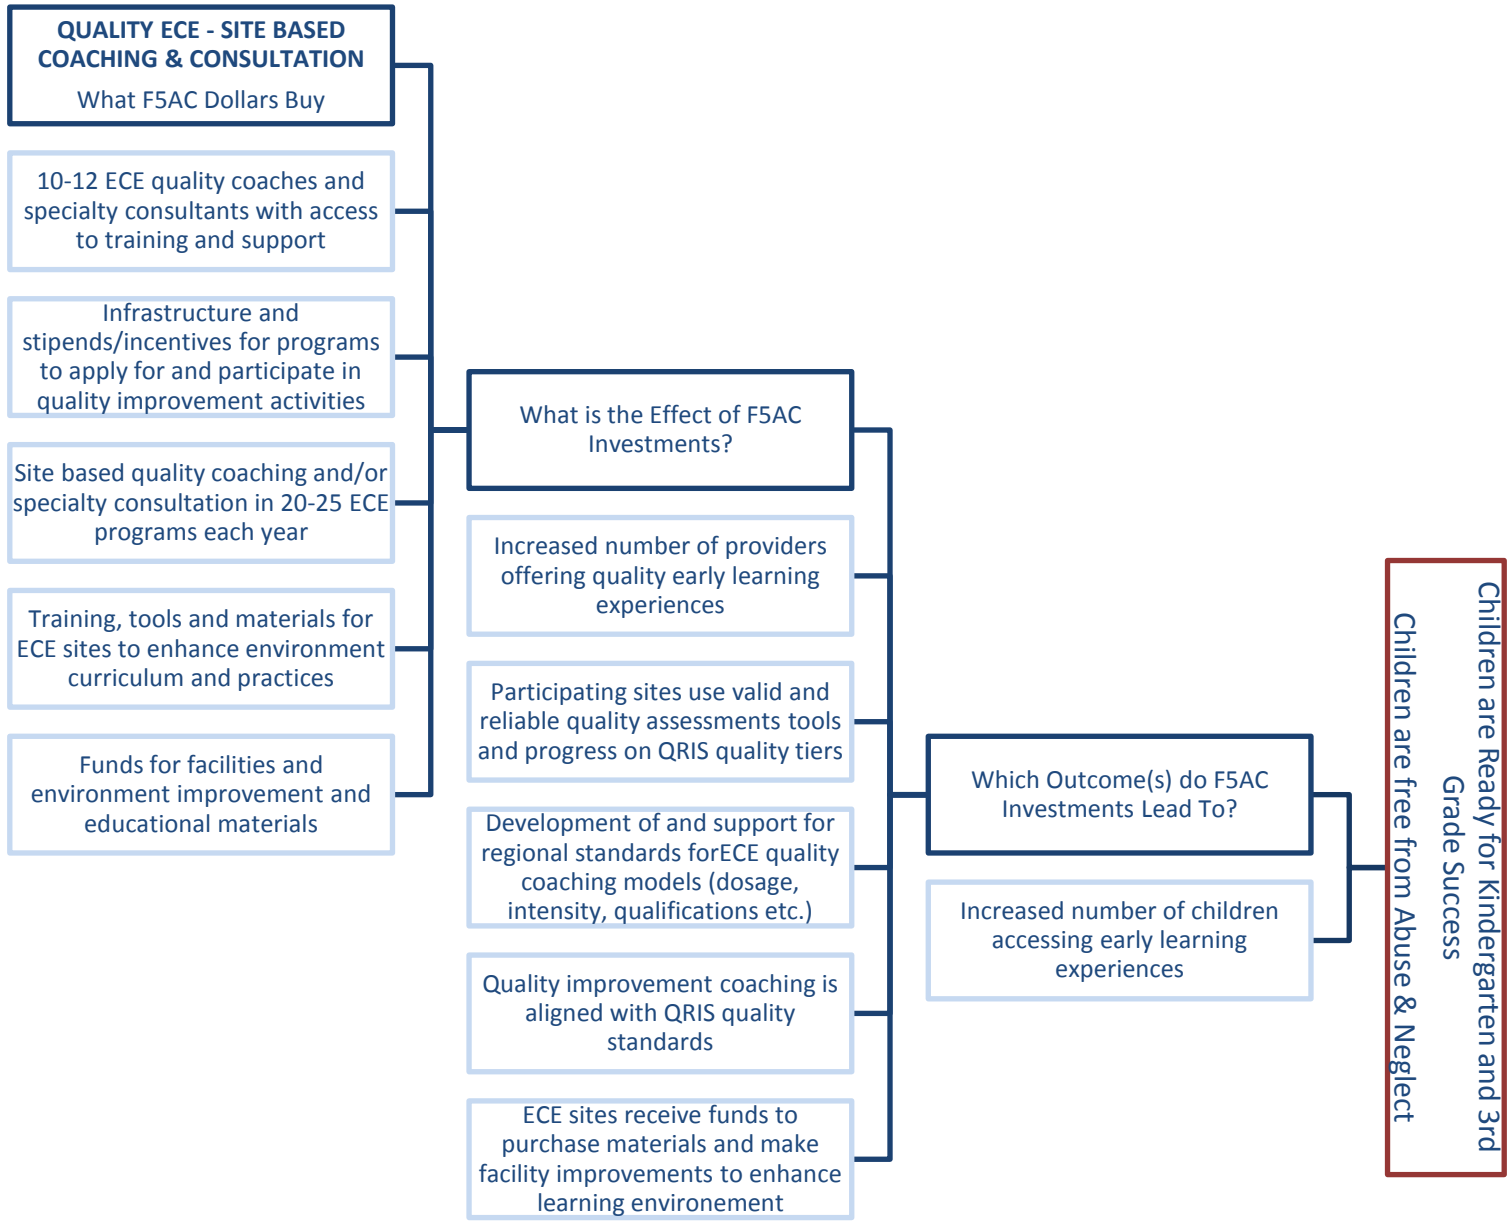 QUALITY ECE - SITE BASED
COACHING & CONSULTATION
What F5AC Dollars Buy
10-12 ECE quality coaches and
specialty consultants with access
to training and support
Infrastructure and
stipends/incentives for programs
to apply for and participate in
quality improvement activities
Site based quality coaching and/or
specialty consultation in 20-25 ECE
programs each year
Training, tools and materials for
ECE sites to enhance environment
curriculum and practices
Funds for facilities and
environment improvement and
educational materials
What is the Effect of F5AC
Investments?
Increased number of providers
offering quality early learning
experiences
Participating sites use valid and
reliable quality assessments tools
and progress on QRIS quality tiers
Development of and support for
regional standards forECE quality
coaching models (dosage,
intensity, qualifications etc.)
Quality improvement coaching is
aligned with QRIS quality
standards
ECE sites receive funds to
purchase materials and make
facility improvements to enhance
learning environement
Which Outcome(s) do F5AC
Investments Lead To?
Increased number of children
accessing early learning
experiences
Children are Ready for Kindergarten and 3rd
Grade Success
Children are free from Abuse & Neglect